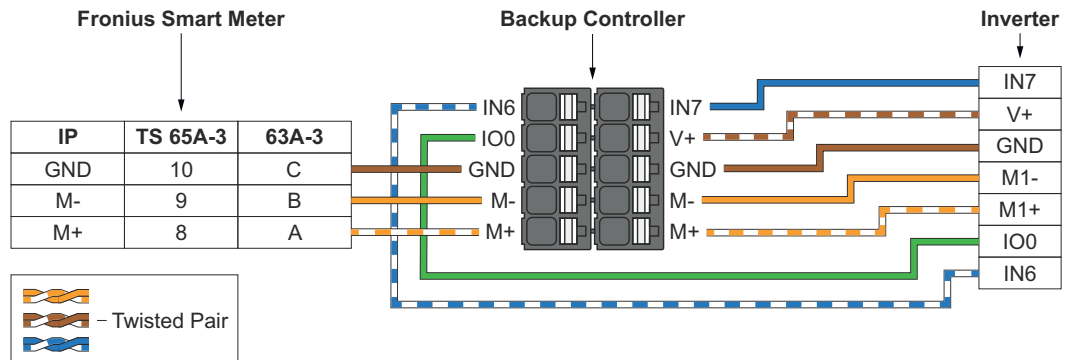 Fronius Smart Meter
Backup Controller
Inverter
IP TS 65A-3 63A-3
GND 10 C
M- 9 B
M+ 8 A
IN6
IO0
GND
M-
M+
IN7
V+
GND
M-
M+
IN7
V+
GND
M1-
M1+
IO0
IN6
– Twisted Pair